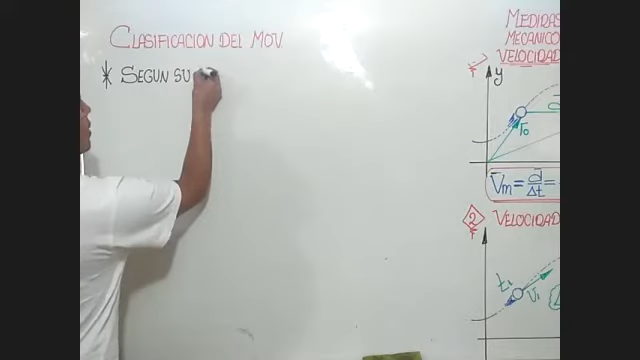 CLASIFICACION DEL MOV.
* SEGUN SU
MEDIDAS
MECANICO
VELOCIDAD
y
r₀
Vm = d/Δt =
2 VELOCIDAD
t₁
V₁